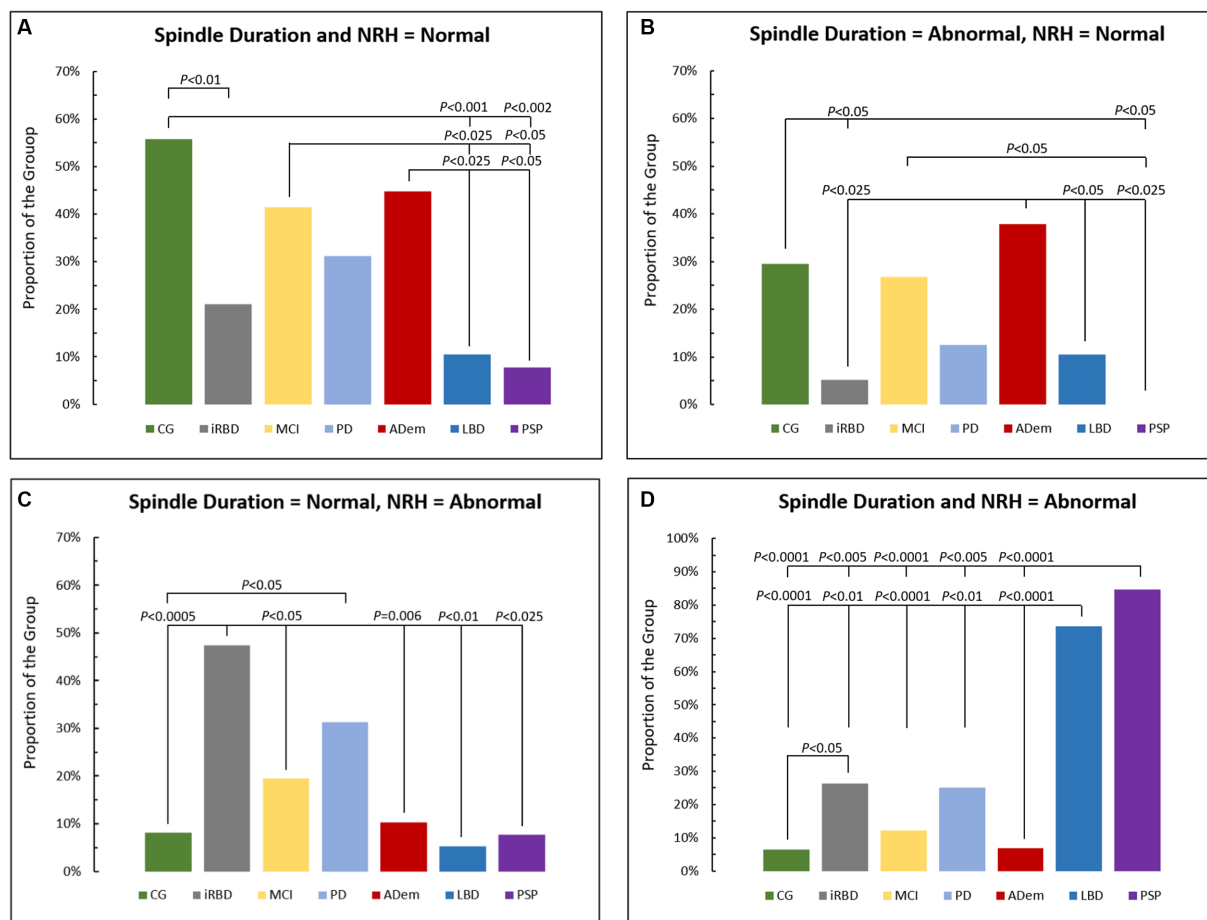 A
Spindle Duration and NRH = Normal
Proportion of the Grouop
70%
60%
50%
40%
30%
20%
10%
0%
P<0.01
P<0.001 P<0.002
P<0.025 P<0.05
P<0.025 P<0.05
CG iRBD MCI PD ADem LBD PSP
B
Spindle Duration = Abnormal, NRH = Normal
Proportion of the Group
70%
60%
50%
40%
30%
20%
10%
0%
P<0.05 P<0.05
P<0.05
P<0.025 P<0.05 P<0.025
CG iRBD MCI PD ADem LBD PSP
C
Spindle Duration = Normal, NRH = Abnormal
Proportion of the Group
70%
60%
50%
40%
30%
20%
10%
0%
P<0.05
P<0.0005 P<0.05 P=0.006 P<0.01 P<0.025
CG iRBD MCI PD ADem LBD PSP
D
Spindle Duration and NRH = Abnormal
Proportion of the Group
100%
90%
80%
70%
60%
50%
40%
30%
20%
10%
0%
P<0.0001 P<0.005 P<0.0001 P<0.005 P<0.0001
P<0.0001 P<0.01 P<0.0001 P<0.01 P<0.0001
P<0.05
CG iRBD MCI PD ADem LBD PSP